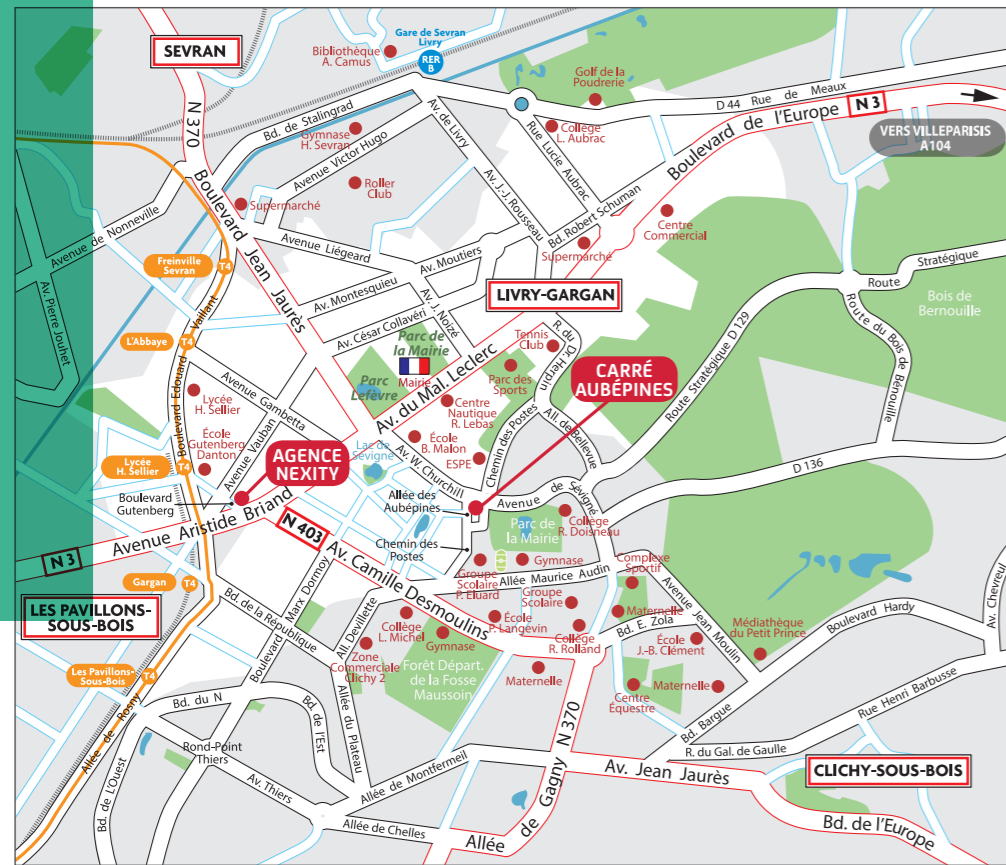 SEVRAN
Gare de Sevran
Livry
RER
B
Bibliothèque
A. Camus
Golf de la
Poudrerie
N 370
Bd. de Stalingrad
Av. de Livry
D 44 Rue de Meaux
N 3
Boulevard de l'Europe
VERS VILLEPARISIS
A104
Gymnase
H. Sevran
Collège
L. Aubrac
Rue Lucie Aubrac
Avenue Victor Hugo
Roller
Club
Av. J.-J. Rousseau
Supermarché
Boulevard Jean Jaurès
Bd. Robert Schuman
Centre
Commercial
Avenue de Nonneville
Avenue Liégeard
Supermarché
Av. Moutiers
Freinville
Sevran
T4
Av. Pierre Jouhet
Av. Montesquieu
LIVRY-GARGAN
Route Stratégique
Bois de
Bernouille
Av. J. Noizé
Av. César Collavéri
Route du Bois de Bénouille
Route Stratégique D 129
L'Abbaye
T4
Boulevard Edouard Vaillant
Parc de
la Mairie
Mairie
Parc
Lefèvre
Av. du Mal. Leclerc
Tennis
Club
R. du Dr. Herpin
Parc des
Sports
CARRÉ
AUBÉPINES
Avenue Gambetta
Lycée
H. Sellier
Centre
Nautique
R. Lebas
All. de Bellevue
Chemin des Postes
École
Gutenberg
Danton
Avenue Vauban
École
B. Malon
ESPE
Lac de
Sévigné
Av. W. Churchill
AGENCE
NEXITY
Lycée
H. Sellier
T4
D 136
Boulevard
Gutenberg
Allée des
Aubépines
Avenue de Sévigné
Avenue Aristide Briand
N 3
N 403
Parc de
la Mairie
Collège
R. Doisneau
Chemin des
Postes
Av. Camille Desmoulins
Groupe
Scolaire
P. Eluard
Gymnase
Complexe
Sportif
Gargan
T4
Allée Maurice Audin
Marx Dormoy
Boulevard
Bd. de la République
All. Devillette
Groupe
Scolaire
Maternelle
Avenue Jean Moulin
Av. Chevreul
LES PAVILLONS-
SOUS-BOIS
Collège
L. Michel
Gymnase
École
P. Langevin
Collège
R. Rolland
Bd. E. Zola
École
J.-B. Clément
Médiathèque
du Petit Prince
Boulevard Hardy
Zone
Commerciale
Clichy 2
Forêt Départ.
de la Fosse
Maussoin
Maternelle
Centre
Équestre
Maternelle
Les Pavillons-
Sous-Bois
T4
Allée de Rosny
Bd. du N
Bd. de l'Est
Allée du Plateau
N 370
Bd. Bargue
Rue Henri Barbusse
Rond-Point
Thiers
R. du Gal. de Gaulle
Bd. de l'Ouest
Av. Thiers
Allée de Montfermeil
Av. Jean Jaurès
CLICHY-SOUS-BOIS
Allée de Chelles
Allée de Gagny
Bd. de l'Europe